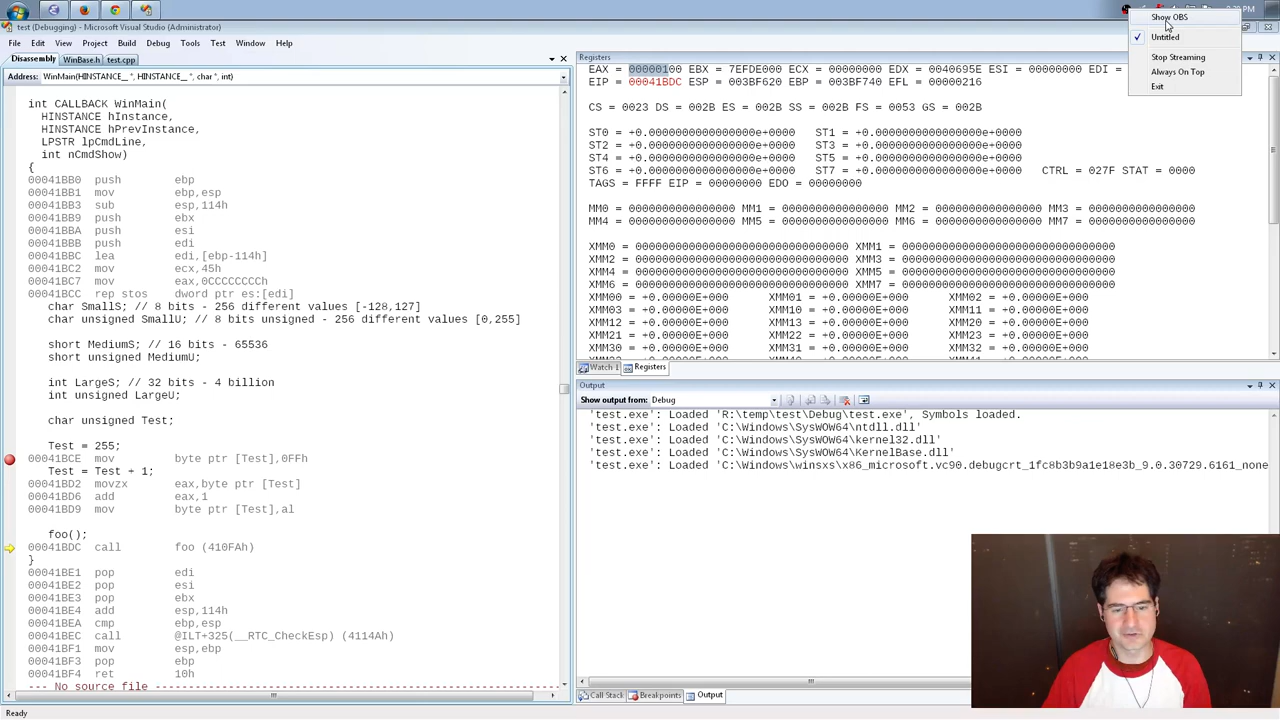 test (Debugging) - Microsoft Visual Studio (Administrator)
File Edit View Project Build Debug Tools Test Window Help
Show OBS
Untitled
Stop Streaming
Always On Top
Exit
Disassembly WinBase.h test.cpp
Address: WinMain(HINSTANCE__ *, HINSTANCE__ *, char *, int)
int CALLBACK WinMain(
HINSTANCE hInstance,
HINSTANCE hPrevInstance,
LPSTR lpCmdLine,
int nCmdShow)
{
00041BB0 push ebp
00041BB1 mov ebp,esp
00041BB3 sub esp,114h
00041BB9 push ebx
00041BBA push esi
00041BBB push edi
00041BBC lea edi,[ebp-114h]
00041BC2 mov ecx,45h
00041BC7 mov eax,0CCCCCCCCh
00041BCC rep stos dword ptr es:[edi]
char SmallS; // 8 bits - 256 different values [-128,127]
char unsigned SmallU; // 8 bits unsigned - 256 different values [0,255]
short MediumS; // 16 bits - 65536
short unsigned MediumU;
int LargeS; // 32 bits - 4 billion
int unsigned LargeU;
char unsigned Test;
Test = 255;
00041BCE mov byte ptr [Test],0FFh
Test = Test + 1;
00041BD2 movzx eax,byte ptr [Test]
00041BD6 add eax,1
00041BD9 mov byte ptr [Test],al
foo();
00041BDC call foo (410FAh)
}
00041BE1 pop edi
00041BE2 pop esi
00041BE3 pop ebx
00041BE4 add esp,114h
00041BEA cmp ebp,esp
00041BEC call @ILT+325(__RTC_CheckEsp) (4114Ah)
00041BF1 mov esp,ebp
00041BF3 pop ebp
00041BF4 ret 10h
--- No source file
Registers
EAX = 00000100 EBX = 7EFDE000 ECX = 00000000 EDX = 0040695E ESI = 00000000 EDI =
EIP = 00041BDC ESP = 003BF620 EBP = 003BF740 EFL = 00000216
CS = 0023 DS = 002B ES = 002B SS = 002B FS = 0053 GS = 002B
ST0 = +0.0000000000000000e+0000 ST1 = +0.0000000000000000e+0000
ST2 = +0.0000000000000000e+0000 ST3 = +0.0000000000000000e+0000
ST4 = +0.0000000000000000e+0000 ST5 = +0.0000000000000000e+0000
ST6 = +0.0000000000000000e+0000 ST7 = +0.0000000000000000e+0000 CTRL = 027F STAT = 0000
TAGS = FFFF EIP = 00000000 EDO = 00000000
MM0 = 0000000000000000 MM1 = 0000000000000000 MM2 = 0000000000000000 MM3 = 0000000000000000
MM4 = 0000000000000000 MM5 = 0000000000000000 MM6 = 0000000000000000 MM7 = 0000000000000000
XMM0 = 00000000000000000000000000000000 XMM1 = 00000000000000000000000000000000
XMM2 = 00000000000000000000000000000000 XMM3 = 00000000000000000000000000000000
XMM4 = 00000000000000000000000000000000 XMM5 = 00000000000000000000000000000000
XMM6 = 00000000000000000000000000000000 XMM7 = 00000000000000000000000000000000
XMM00 = +0.00000E+000 XMM01 = +0.00000E+000 XMM02 = +0.00000E+000
XMM03 = +0.00000E+000 XMM10 = +0.00000E+000 XMM11 = +0.00000E+000
XMM12 = +0.00000E+000 XMM13 = +0.00000E+000 XMM20 = +0.00000E+000
XMM21 = +0.00000E+000 XMM22 = +0.00000E+000 XMM23 = +0.00000E+000
XMM30 = +0.00000E+000 XMM31 = +0.00000E+000 XMM32 = +0.00000E+000
Watch 1 Registers
Output
Show output from: Debug
'test.exe': Loaded 'R:\temp\test\Debug\test.exe', Symbols loaded.
'test.exe': Loaded 'C:\Windows\SysWOW64\ntdll.dll'
'test.exe': Loaded 'C:\Windows\SysWOW64\kernel32.dll'
'test.exe': Loaded 'C:\Windows\SysWOW64\KernelBase.dll'
'test.exe': Loaded 'C:\Windows\winsxs\x86_microsoft.vc90.debugcrt_1fc8b3b9a1e18e3b_9.0.30729.6161_none
Call Stack Breakpoints Output
Ready